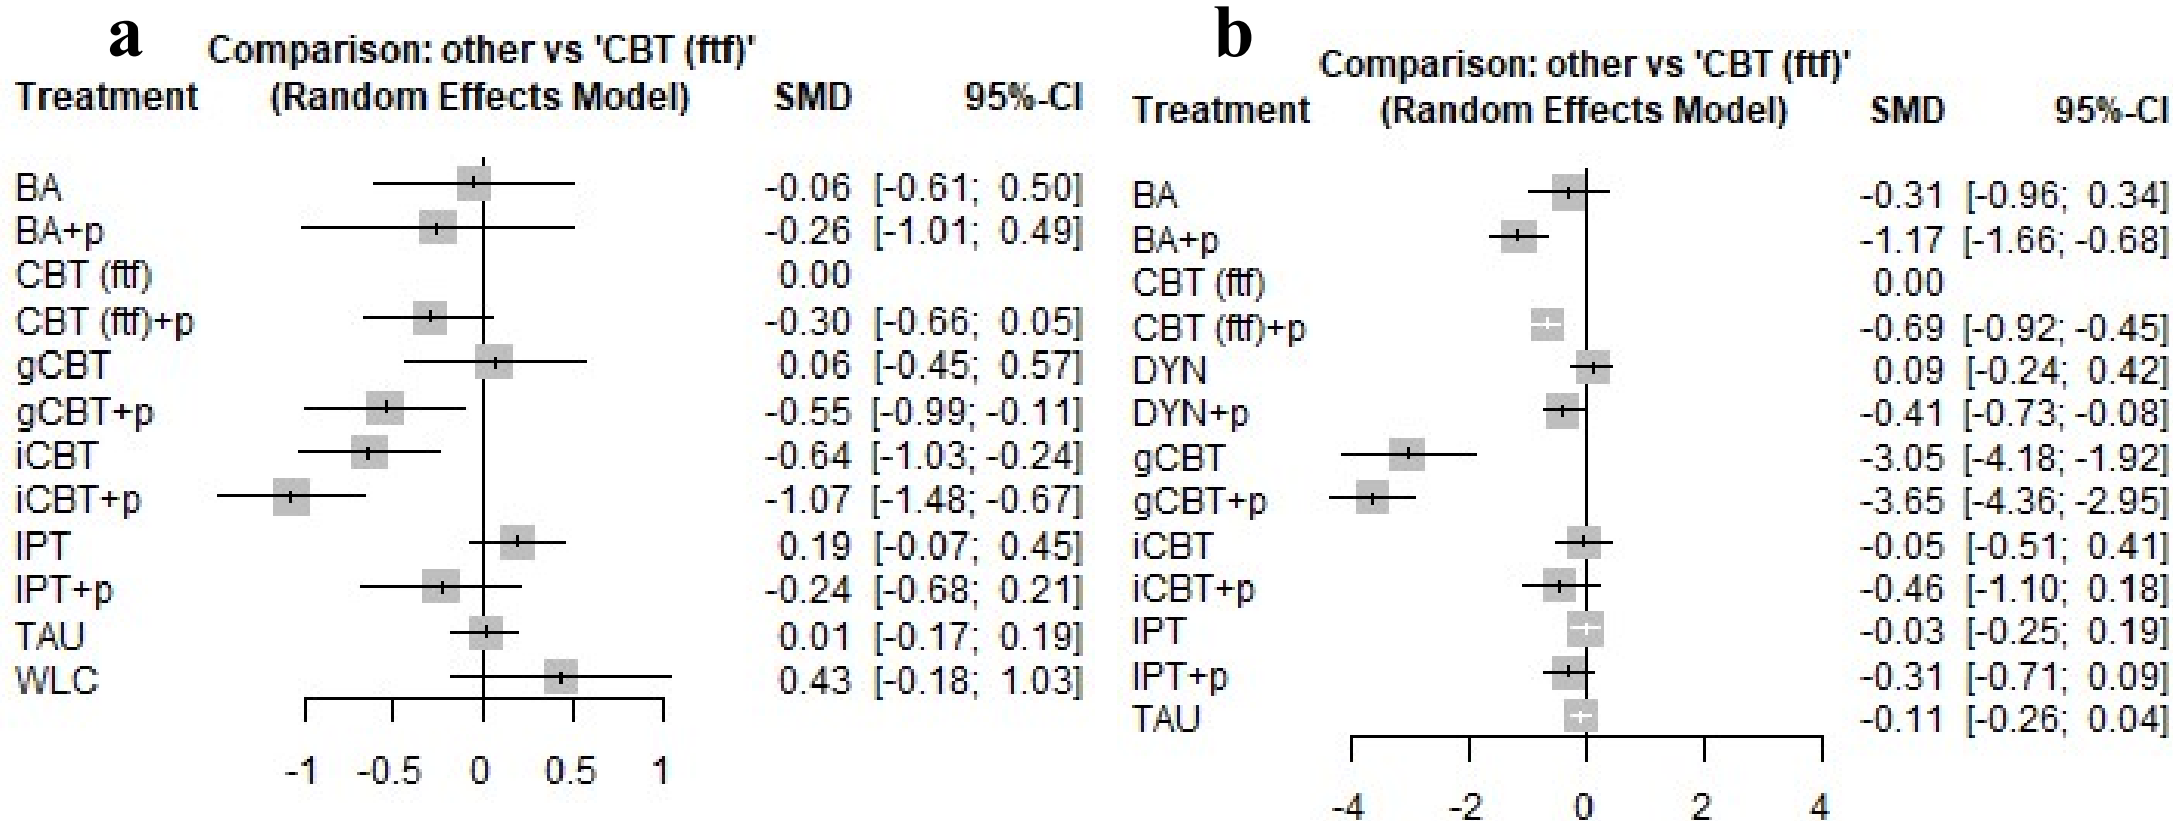 a
Comparison: other vs 'CBT (ftf)'
Treatment (Random Effects Model) SMD 95%-CI
BA -0.06 [-0.61; 0.50]
BA+p -0.26 [-1.01; 0.49]
CBT (ftf) 0.00
CBT (ftf)+p -0.30 [-0.66; 0.05]
gCBT 0.06 [-0.45; 0.57]
gCBT+p -0.55 [-0.99; -0.11]
iCBT -0.64 [-1.03; -0.24]
iCBT+p -1.07 [-1.48; -0.67]
IPT 0.19 [-0.07; 0.45]
IPT+p -0.24 [-0.68; 0.21]
TAU 0.01 [-0.17; 0.19]
WLC 0.43 [-0.18; 1.03]
-1 -0.5 0 0.5 1
b
Comparison: other vs 'CBT (ftf)'
Treatment (Random Effects Model) SMD 95%-CI
BA -0.31 [-0.96; 0.34]
BA+p -1.17 [-1.66; -0.68]
CBT (ftf) 0.00
CBT (ftf)+p -0.69 [-0.92; -0.45]
DYN 0.09 [-0.24; 0.42]
DYN+p -0.41 [-0.73; -0.08]
gCBT -3.05 [-4.18; -1.92]
gCBT+p -3.65 [-4.36; -2.95]
iCBT -0.05 [-0.51; 0.41]
iCBT+p -0.46 [-1.10; 0.18]
IPT -0.03 [-0.25; 0.19]
IPT+p -0.31 [-0.71; 0.09]
TAU -0.11 [-0.26; 0.04]
-4 -2 0 2 4